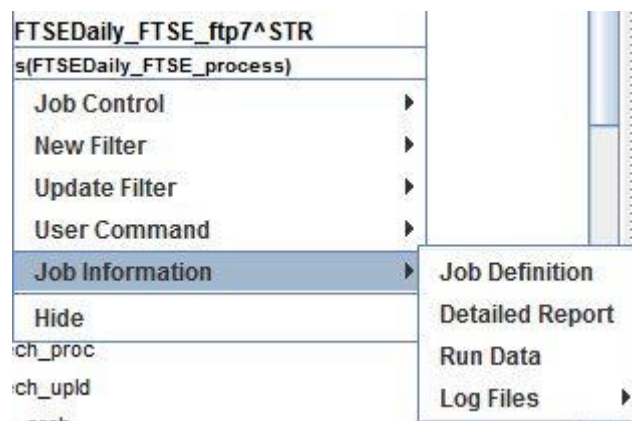 FTSEDaily_FTSE_ftp7^STR
s(FTSEDaily_FTSE_process)
Job Control
New Filter
Update Filter
User Command
Job Information
Hide
Job Definition
Detailed Report
Run Data
Log Files
ch_proc
ch_upld